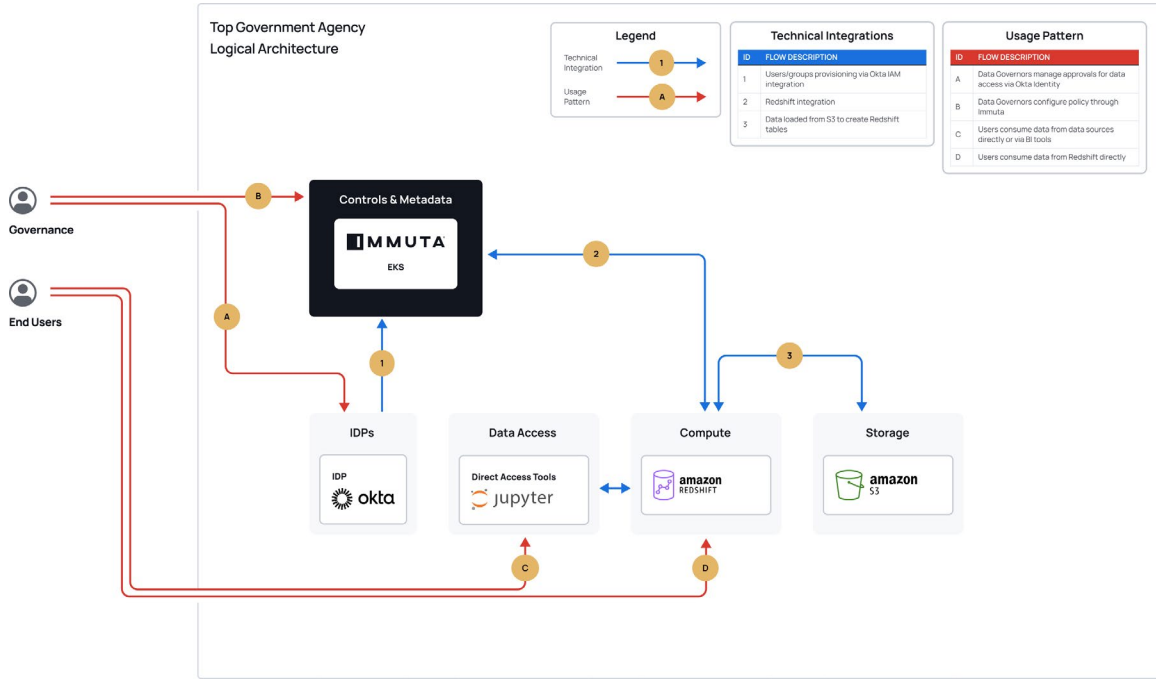 Top Government Agency
Logical Architecture
Legend
Technical
Integration
1
Usage
Pattern
A
Technical Integrations
ID FLOW DESCRIPTION
1 Users/groups provisioning via Okta IAM
integration
2 Redshift integration
3 Data loaded from S3 to create Redshift
tables
Usage Pattern
ID FLOW DESCRIPTION
A Data Governors manage approvals for data
access via Okta Identity
B Data Governors configure policy through
Immuta
C Users consume data from data sources
directly or via BI tools
D Users consume data from Redshift directly
Governance
B
Controls & Metadata
IMMUTA
EKS
2
End Users
A
1
3
IDPs
IDP
okta
Data Access
Direct Access Tools
jupyter
Compute
amazon
REDSHIFT
Storage
amazon
S3
C
D